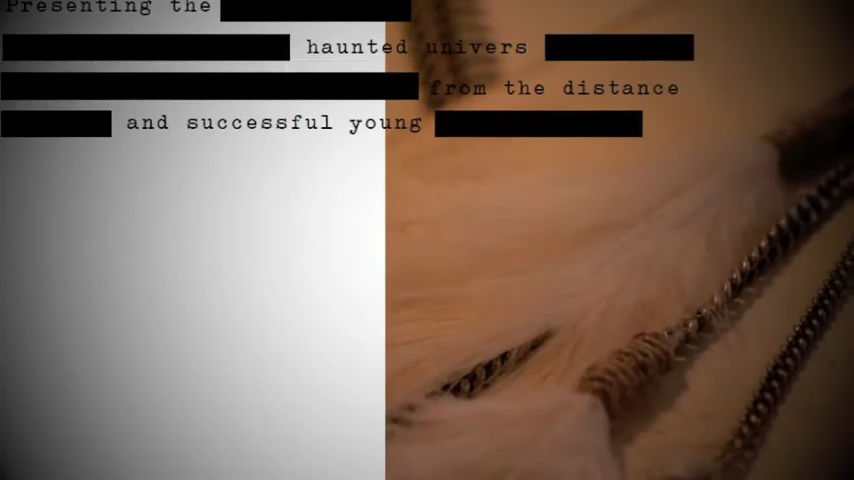 Presenting the
haunted univers
from the distance
and successful young